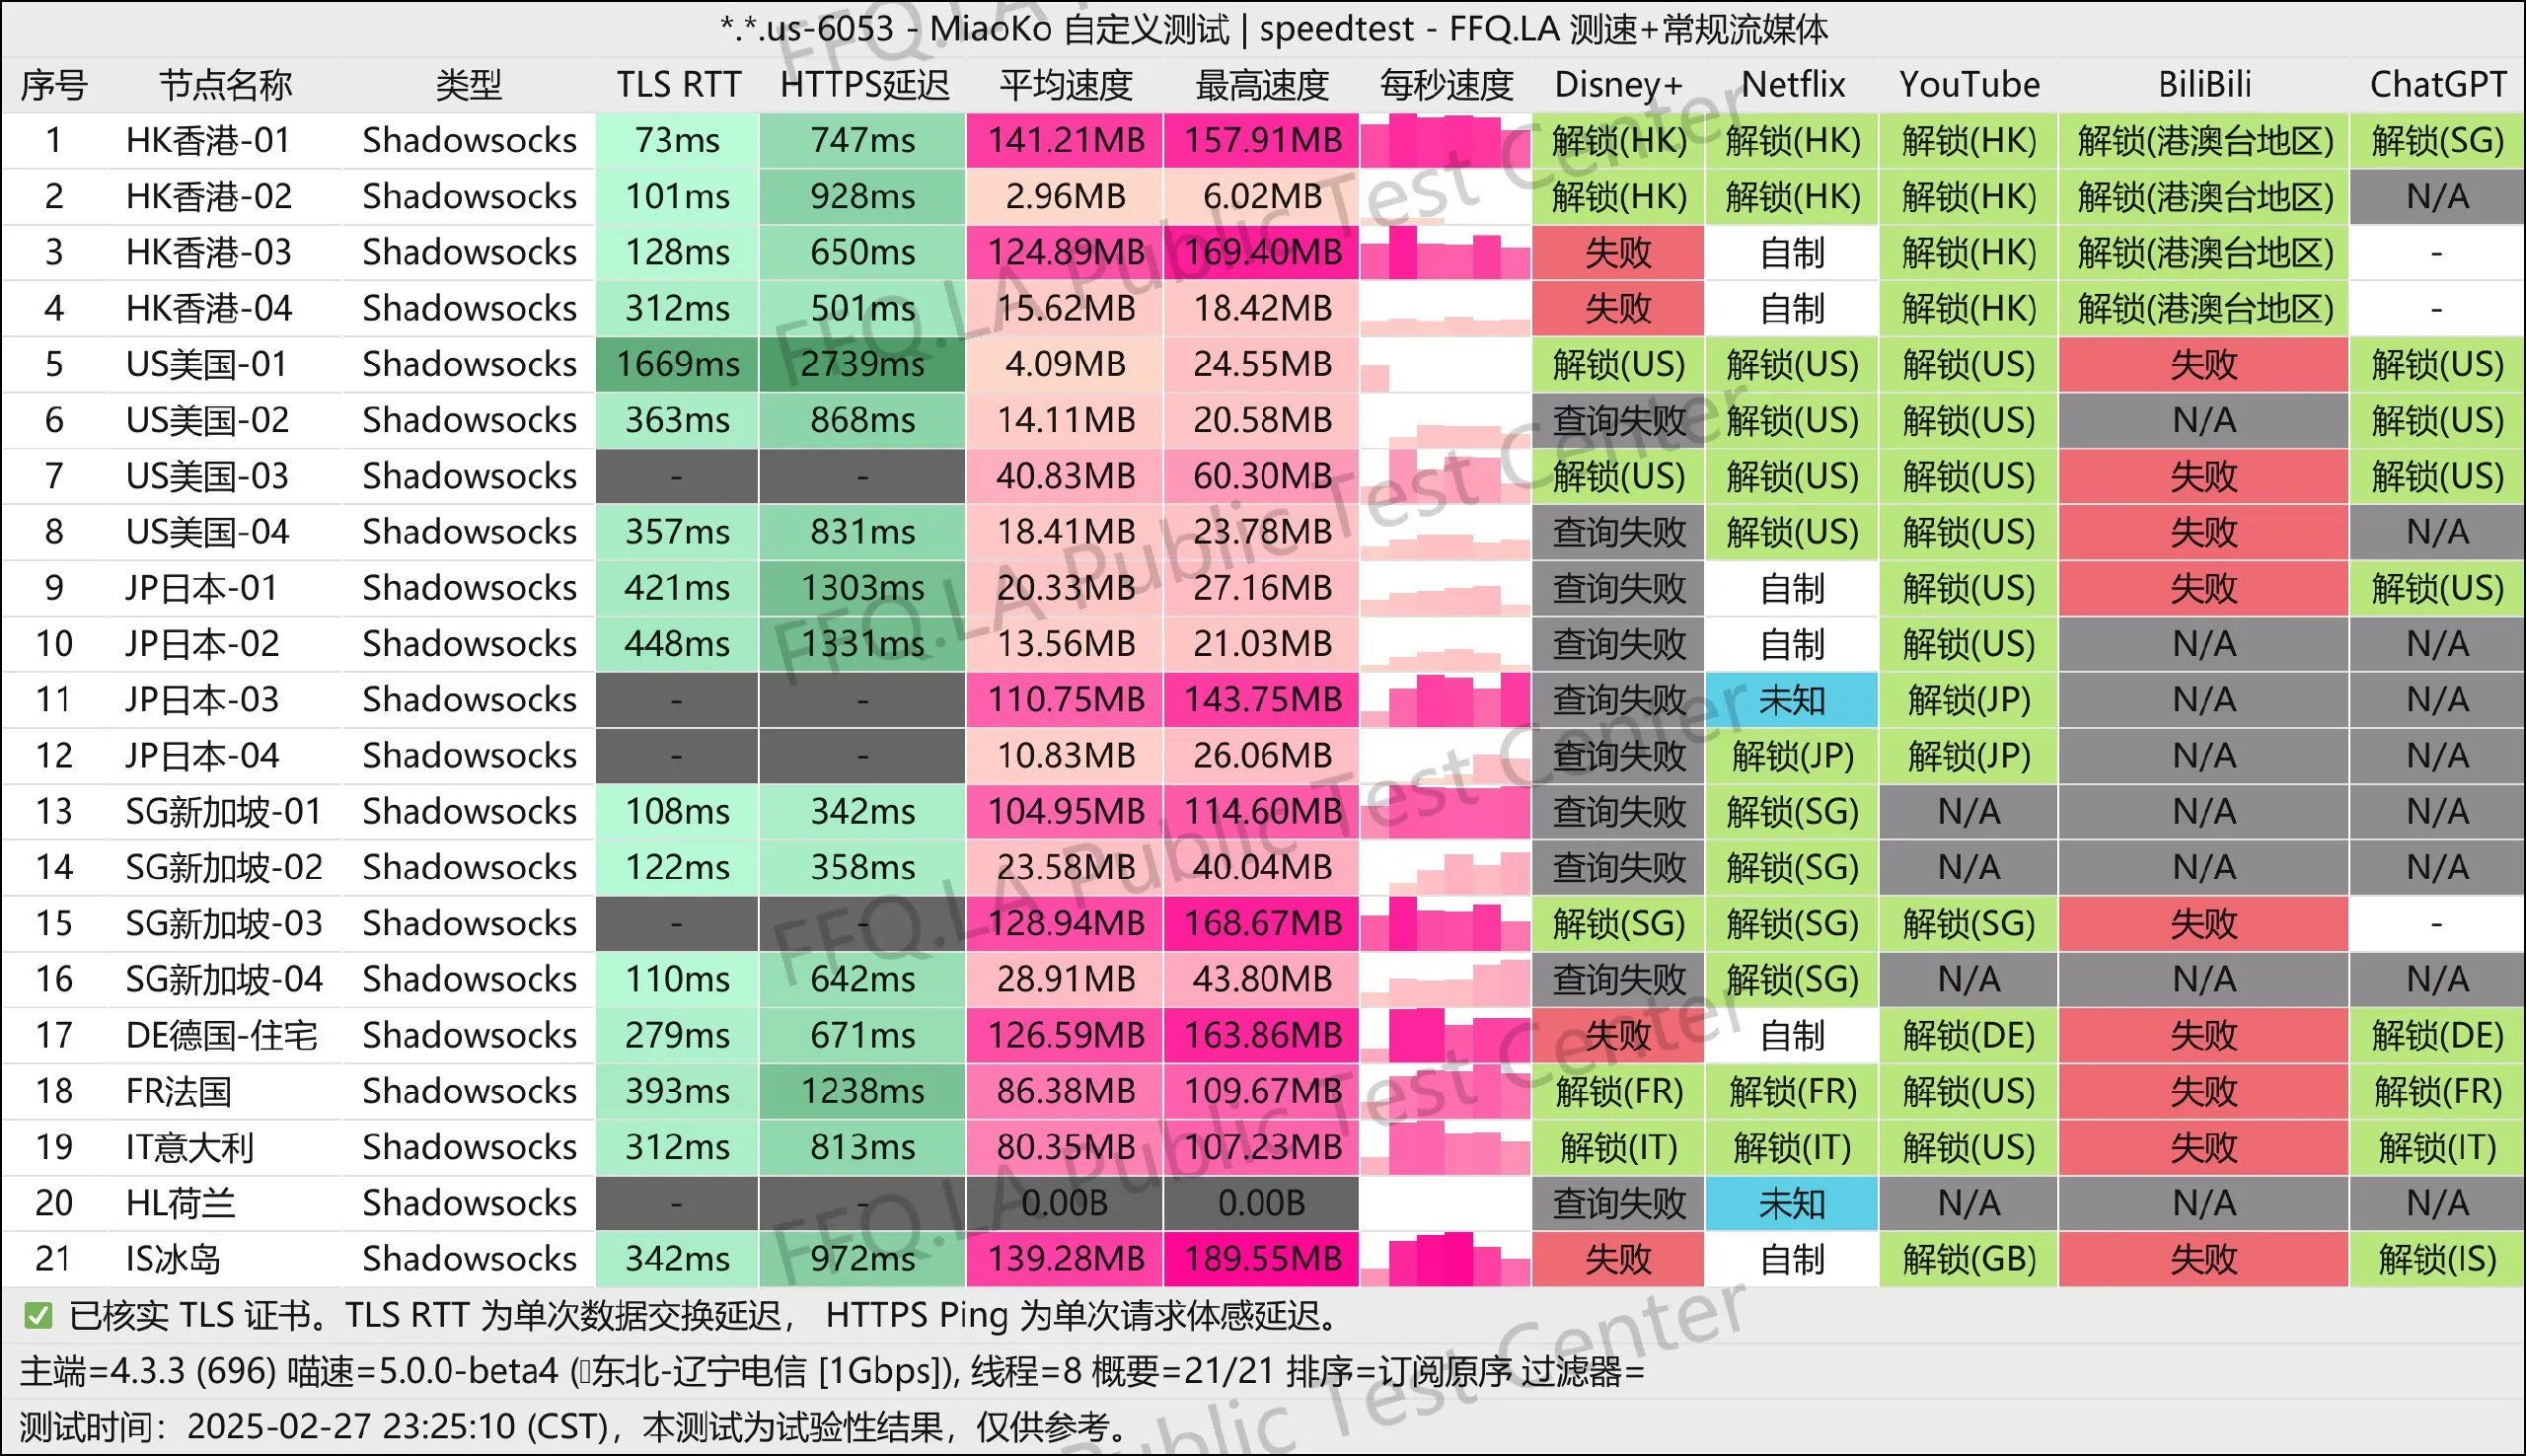 *.*.us-6053 - MiaoKo 自定义测试 | speedtest - FFQ.LA 测速+常规流媒体
序号 节点名称 类型 TLS RTT HTTPS延迟 平均速度 最高速度 每秒速度 Disney+ Netflix YouTube BiliBili ChatGPT
1 HK香港-01 Shadowsocks 73ms 747ms 141.21MB 157.91MB 解锁(HK) 解锁(HK) 解锁(HK) 解锁(港澳台地区) 解锁(SG)
2 HK香港-02 Shadowsocks 101ms 928ms 2.96MB 6.02MB 解锁(HK) 解锁(HK) 解锁(HK) 解锁(港澳台地区) N/A
3 HK香港-03 Shadowsocks 128ms 650ms 124.89MB 169.40MB 失败 自制 解锁(HK) 解锁(港澳台地区) -
4 HK香港-04 Shadowsocks 312ms 501ms 15.62MB 18.42MB 失败 自制 解锁(HK) 解锁(港澳台地区) -
5 US美国-01 Shadowsocks 1669ms 2739ms 4.09MB 24.55MB 解锁(US) 解锁(US) 解锁(US) 失败 解锁(US)
6 US美国-02 Shadowsocks 363ms 868ms 14.11MB 20.58MB 查询失败 解锁(US) 解锁(US) N/A 解锁(US)
7 US美国-03 Shadowsocks - - 40.83MB 60.30MB 解锁(US) 解锁(US) 解锁(US) 失败 解锁(US)
8 US美国-04 Shadowsocks 357ms 831ms 18.41MB 23.78MB 查询失败 解锁(US) 解锁(US) 失败 N/A
9 JP日本-01 Shadowsocks 421ms 1303ms 20.33MB 27.16MB 查询失败 自制 解锁(US) 失败 解锁(US)
10 JP日本-02 Shadowsocks 448ms 1331ms 13.56MB 21.03MB 查询失败 自制 解锁(US) N/A N/A
11 JP日本-03 Shadowsocks - - 110.75MB 143.75MB 查询失败 未知 解锁(JP) N/A N/A
12 JP日本-04 Shadowsocks - - 10.83MB 26.06MB 查询失败 解锁(JP) 解锁(JP) N/A N/A
13 SG新加坡-01 Shadowsocks 108ms 342ms 104.95MB 114.60MB 查询失败 解锁(SG) N/A N/A N/A
14 SG新加坡-02 Shadowsocks 122ms 358ms 23.58MB 40.04MB 查询失败 解锁(SG) N/A N/A N/A
15 SG新加坡-03 Shadowsocks - - 128.94MB 168.67MB 解锁(SG) 解锁(SG) 解锁(SG) 失败 -
16 SG新加坡-04 Shadowsocks 110ms 642ms 28.91MB 43.80MB 查询失败 解锁(SG) N/A N/A N/A
17 DE德国-住宅 Shadowsocks 279ms 671ms 126.59MB 163.86MB 失败 自制 解锁(DE) 失败 解锁(DE)
18 FR法国 Shadowsocks 393ms 1238ms 86.38MB 109.67MB 解锁(FR) 解锁(FR) 解锁(US) 失败 解锁(FR)
19 IT意大利 Shadowsocks 312ms 813ms 80.35MB 107.23MB 解锁(IT) 解锁(IT) 解锁(US) 失败 解锁(IT)
20 HL荷兰 Shadowsocks - - 0.00B 0.00B 查询失败 未知 N/A N/A N/A
21 IS冰岛 Shadowsocks 342ms 972ms 139.28MB 189.55MB 失败 自制 解锁(GB) 失败 解锁(IS)
✅ 已核实 TLS 证书。TLS RTT 为单次数据交换延迟， HTTPS Ping 为单次请求体感延迟。
主端=4.3.3 (696) 喵速=5.0.0-beta4 (东北-辽宁电信 [1Gbps]), 线程=8 概要=21/21 排序=订阅原序 过滤器=
测试时间：2025-02-27 23:25:10 (CST)，本测试为试验性结果，仅供参考。
FFQ.LA Public Test Center
FFQ.LA Public Test Center
FFQ.LA Public Test Center
FFQ.LA Public Test Center
FFQ.LA Public Test Center